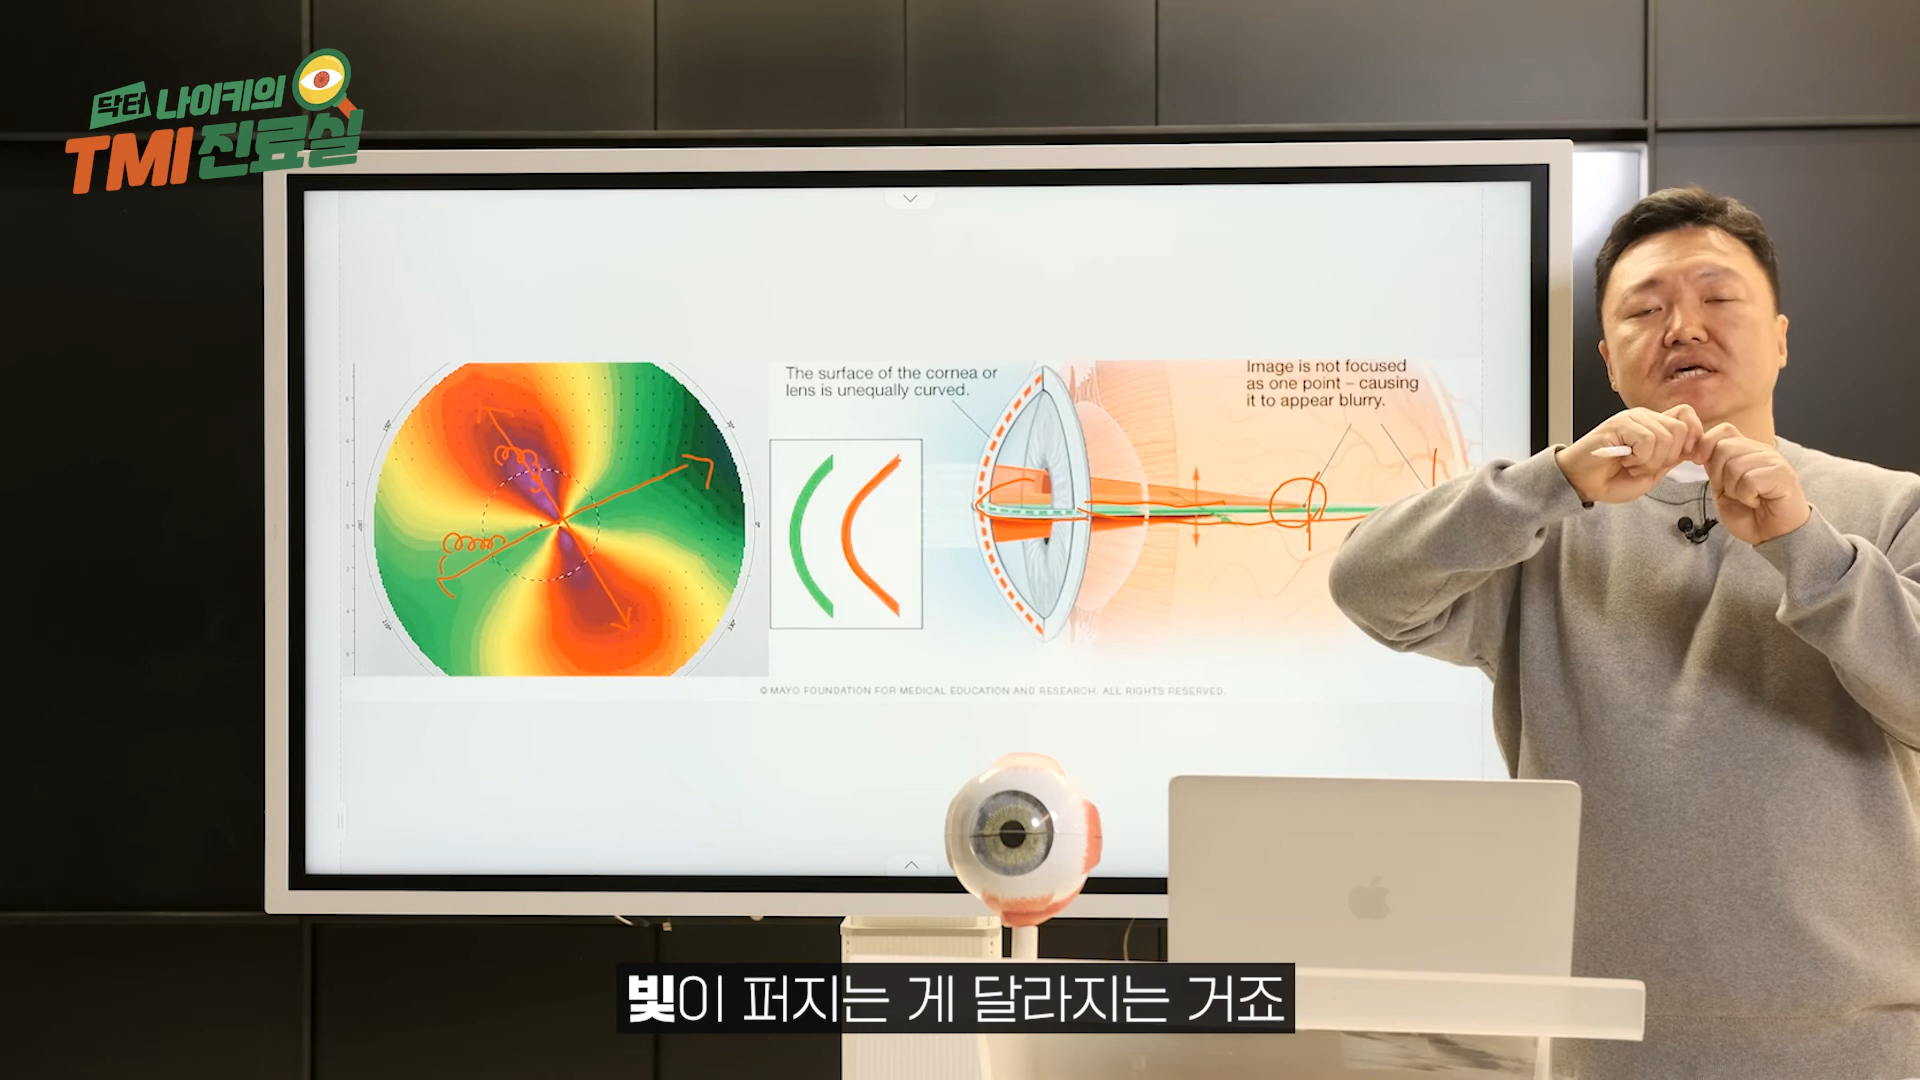 닥터 나이키의
TMI 진료실
The surface of the cornea or
lens is unequally curved.
Image is not focused
as one point – causing
it to appear blurry.
© MAYO FOUNDATION FOR MEDICAL EDUCATION AND RESEARCH. ALL RIGHTS RESERVED.
빛이 퍼지는 게 달라지는 거죠